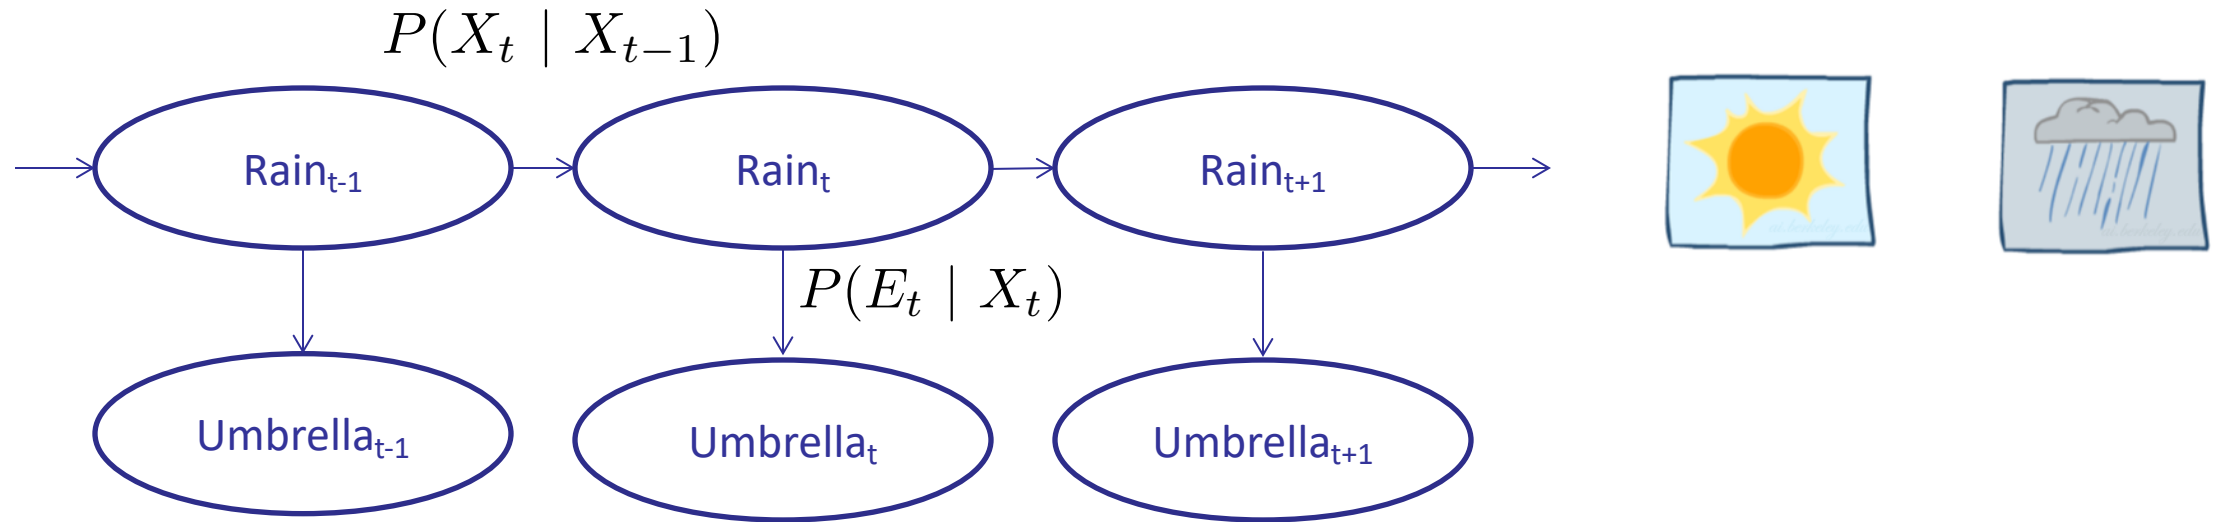 P(X_t | X_{t-1})
Rain_{t-1} Rain_t Rain_{t+1}
P(E_t | X_t)
Umbrella_{t-1} Umbrella_t Umbrella_{t+1}